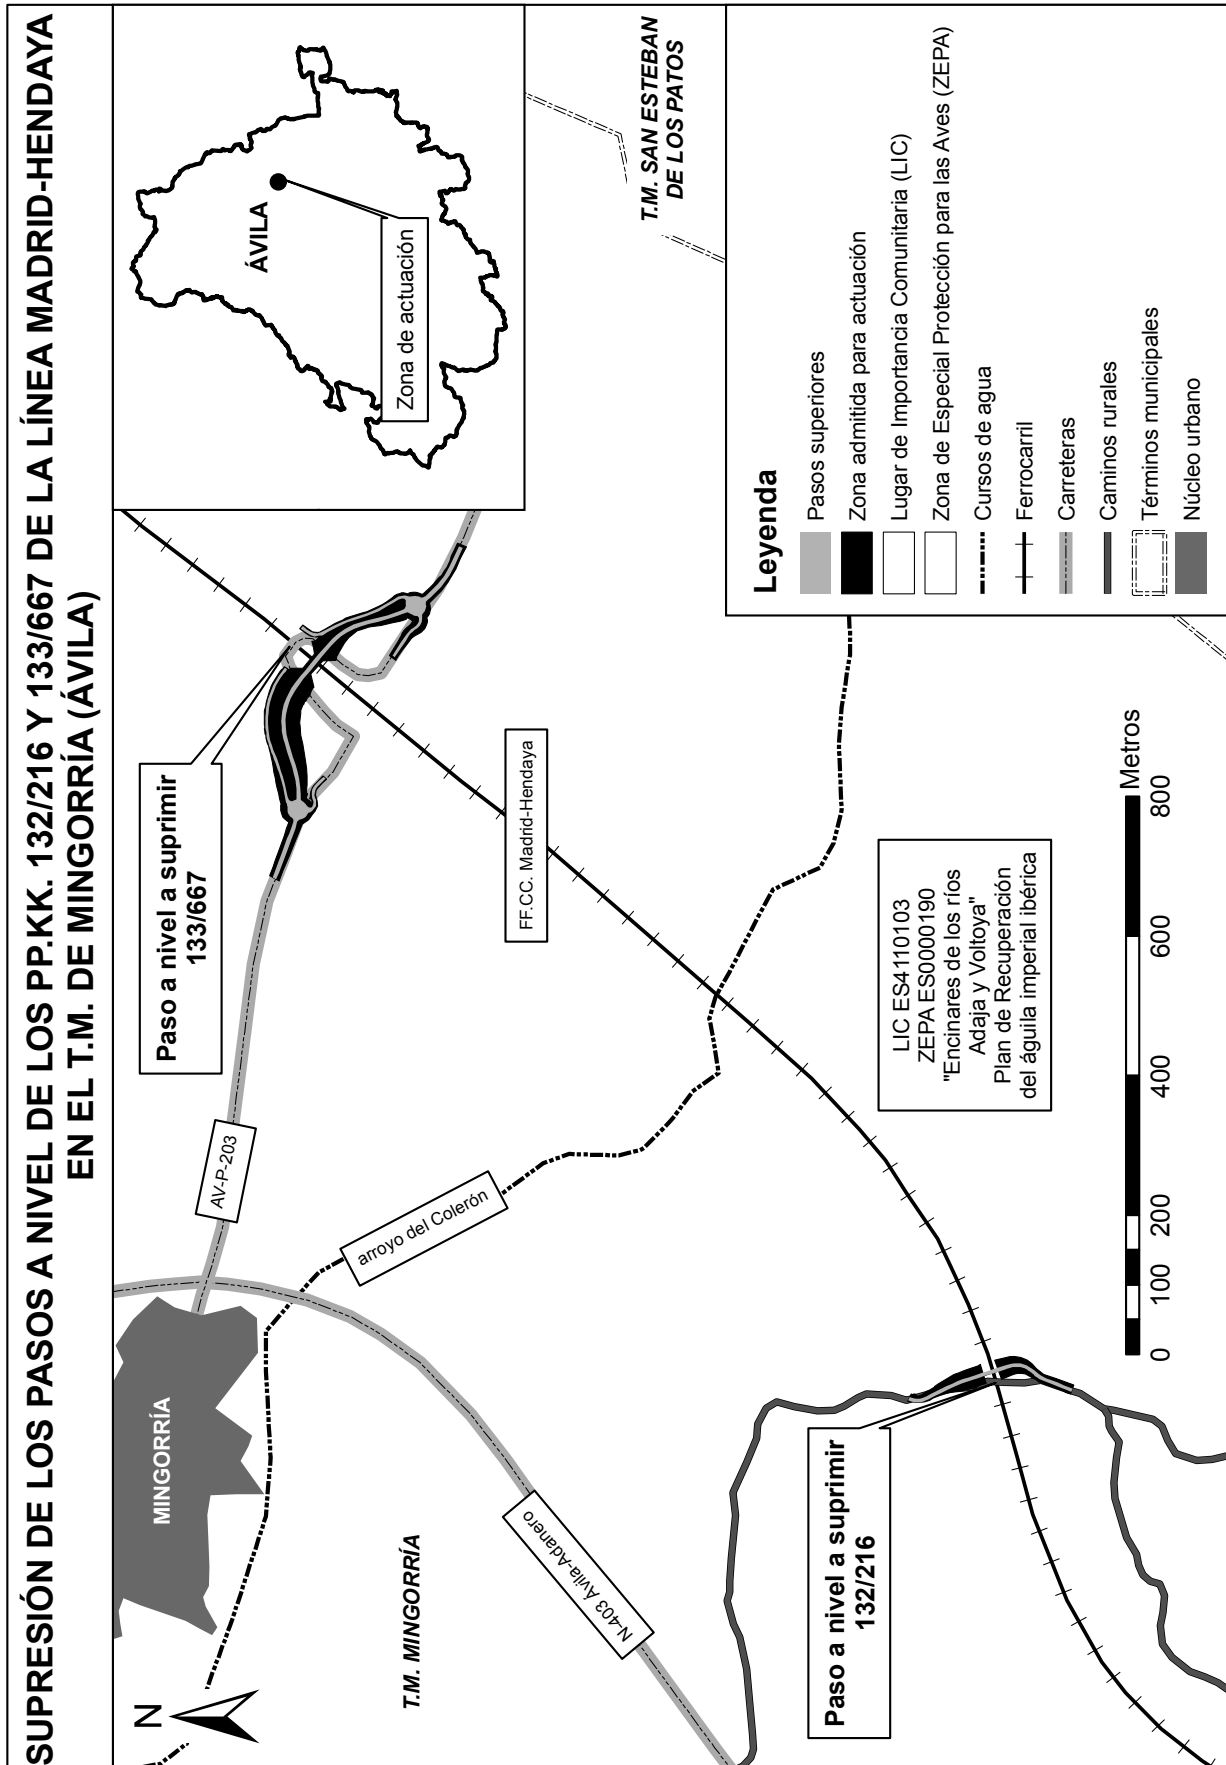 SUPRESIÓN DE LOS PASOS A NIVEL DE LOS PP.KK. 132/216 Y 133/667 DE LA LÍNEA MADRID-HENDAYA
EN EL T.M. DE MINGORRÍA (ÁVILA)
N
MINGORRÍA
AV-P-203
Paso a nivel a suprimir
133/667
ÁVILA
Zona de actuación
arroyo del Colerón
T.M. MINGORRÍA
N-403 Ávila-Adanero
FF.CC. Madrid-Hendaya
T.M. SAN ESTEBAN
DE LOS PATOS
Paso a nivel a suprimir
132/216
LIC ES4110103
ZEPA ES0000190
"Encinares de los ríos
Adaja y Voltoya"
Plan de Recuperación
del águila imperial ibérica
Leyenda
Pasos superiores
Zona admitida para actuación
Lugar de Importancia Comunitaria (LIC)
Zona de Especial Protección para las Aves (ZEPA)
Cursos de agua
Ferrocarril
Carreteras
Caminos rurales
Términos municipales
Núcleo urbano
Metros
0 100 200 400 600 800